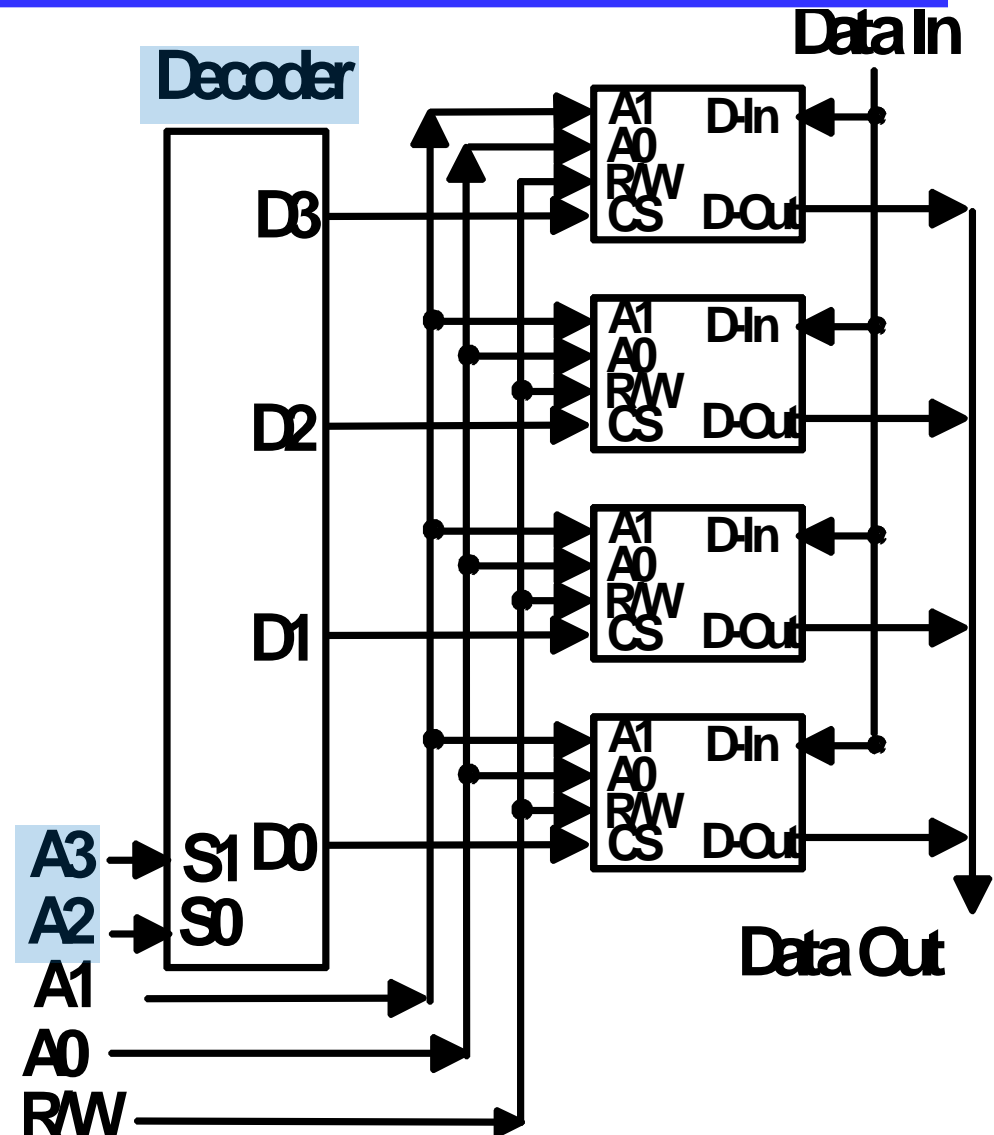 Data In
Decoder
A1
A0
R/W
CS
D-In
D-Out
D3
A1
A0
R/W
CS
D-In
D-Out
D2
A1
A0
R/W
CS
D-In
D-Out
D1
A1
A0
R/W
CS
D-In
D-Out
D0
A3
S1
A2
S0
A1
A0
R/W
Data Out